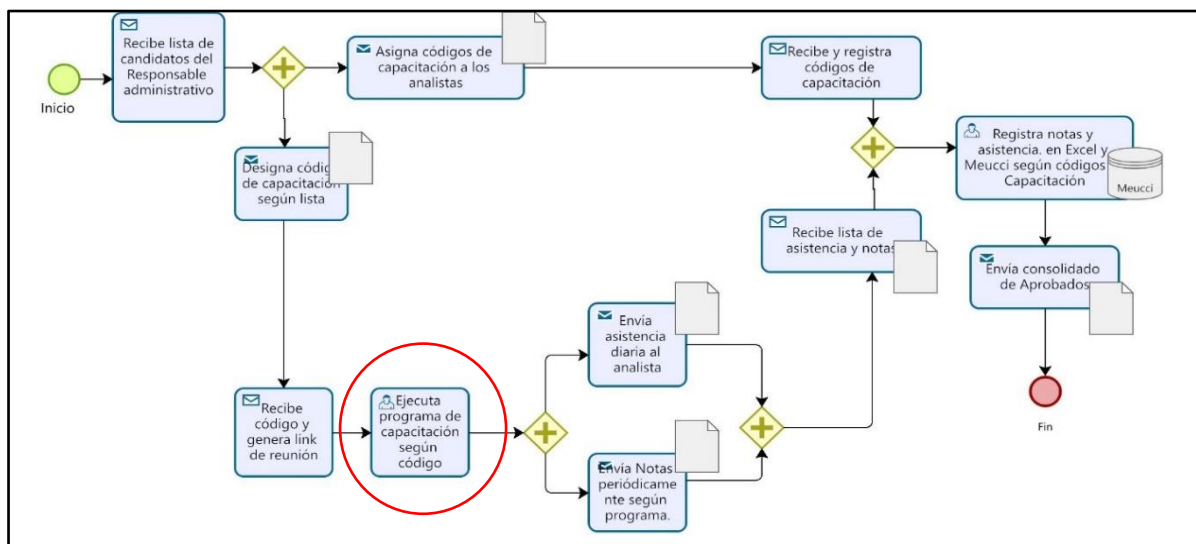 Recibe lista de
candidatos del
Responsable
administrativo
Inicio
Asigna códigos de
capacitación a los
analistas
Recibe y registra
códigos de
capacitación
Designa códig
de capacitación
según lista
Registra notas y
asistencia. en Excel y
Meucci según códigos
Capacitación
Meucci
Recibe lista de
asistencia y notas
Envía consolidado
de Aprobados
Envía
asistencia
diaria al
analista
Recibe
código y
genera link
de reunión
Ejecuta
programa de
capacitación
según
código
Envía Notas
periódicame
nte según
programa.
Fin